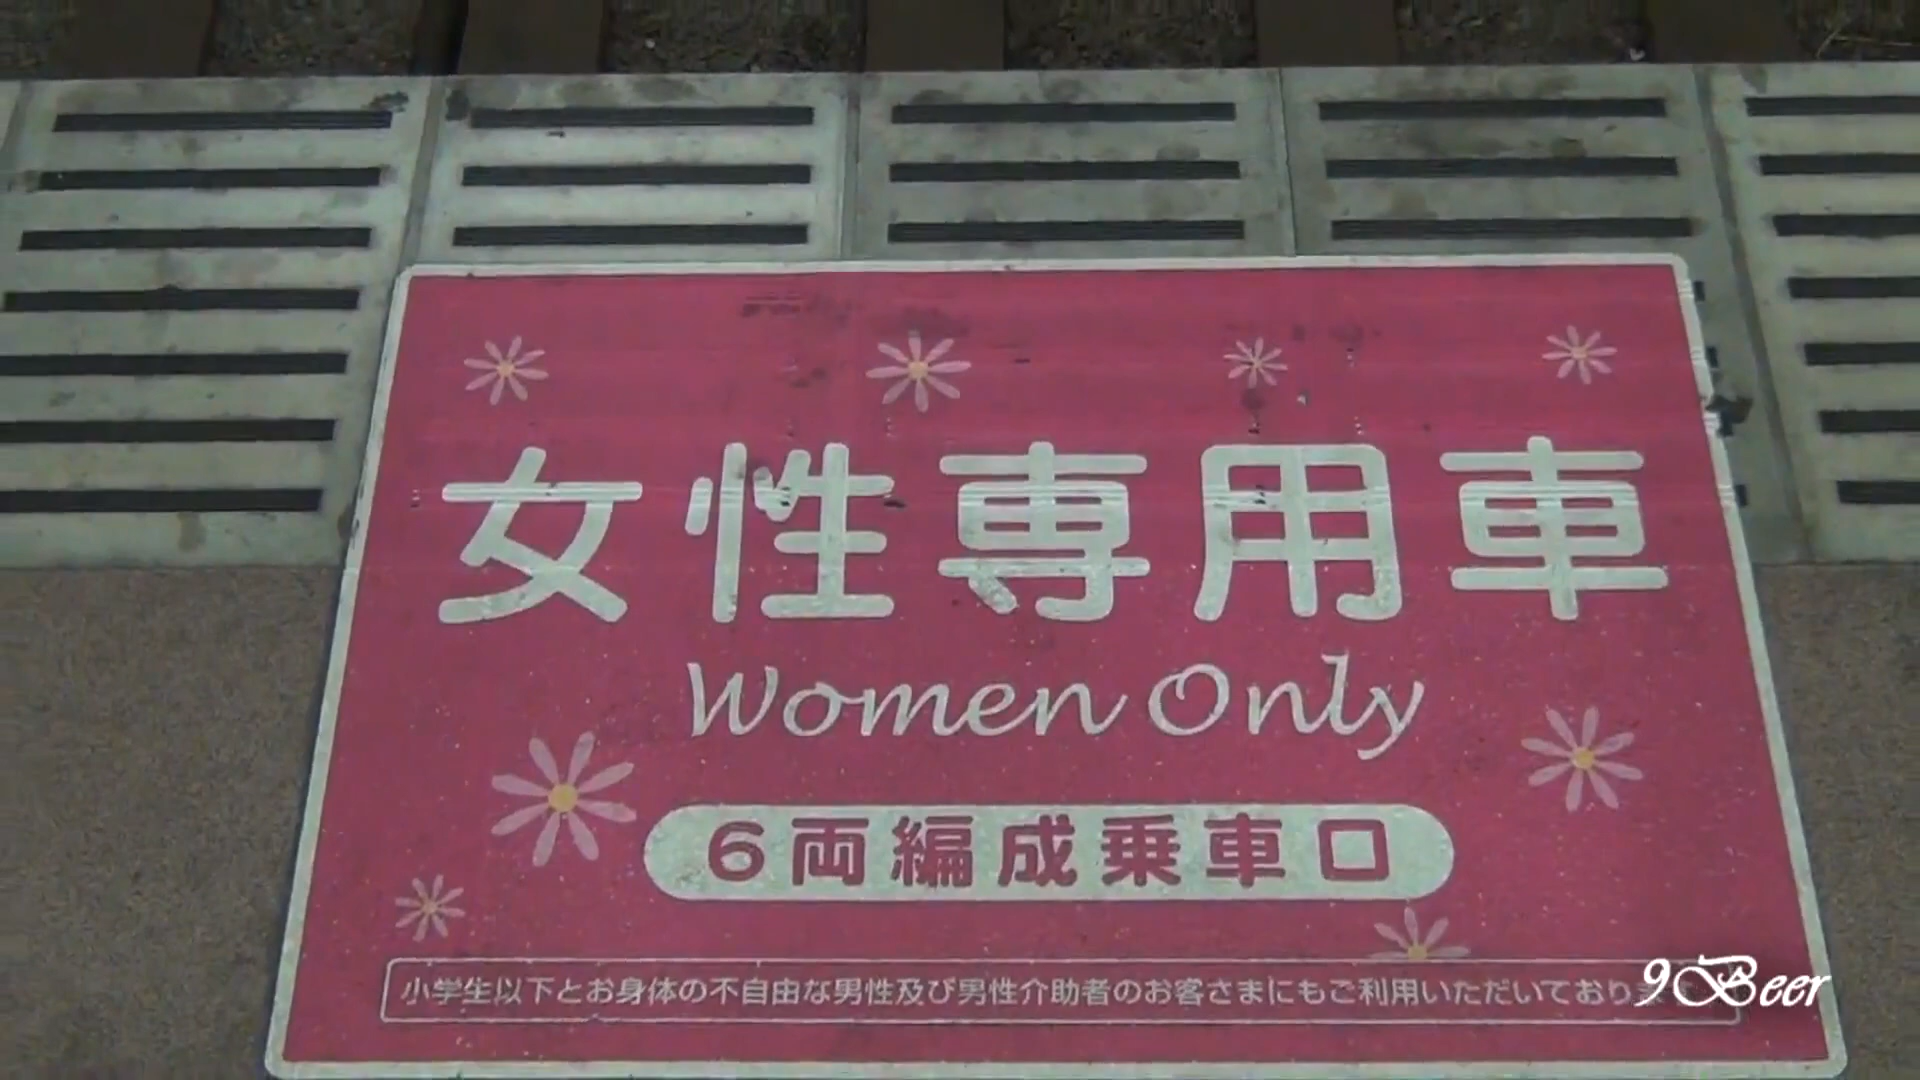 女性専用車
Women Only
6両編成乗車口
小学生以下とお身体の不自由な男性及び男性介助者のお客さまにもご利用いただいており
9Beer